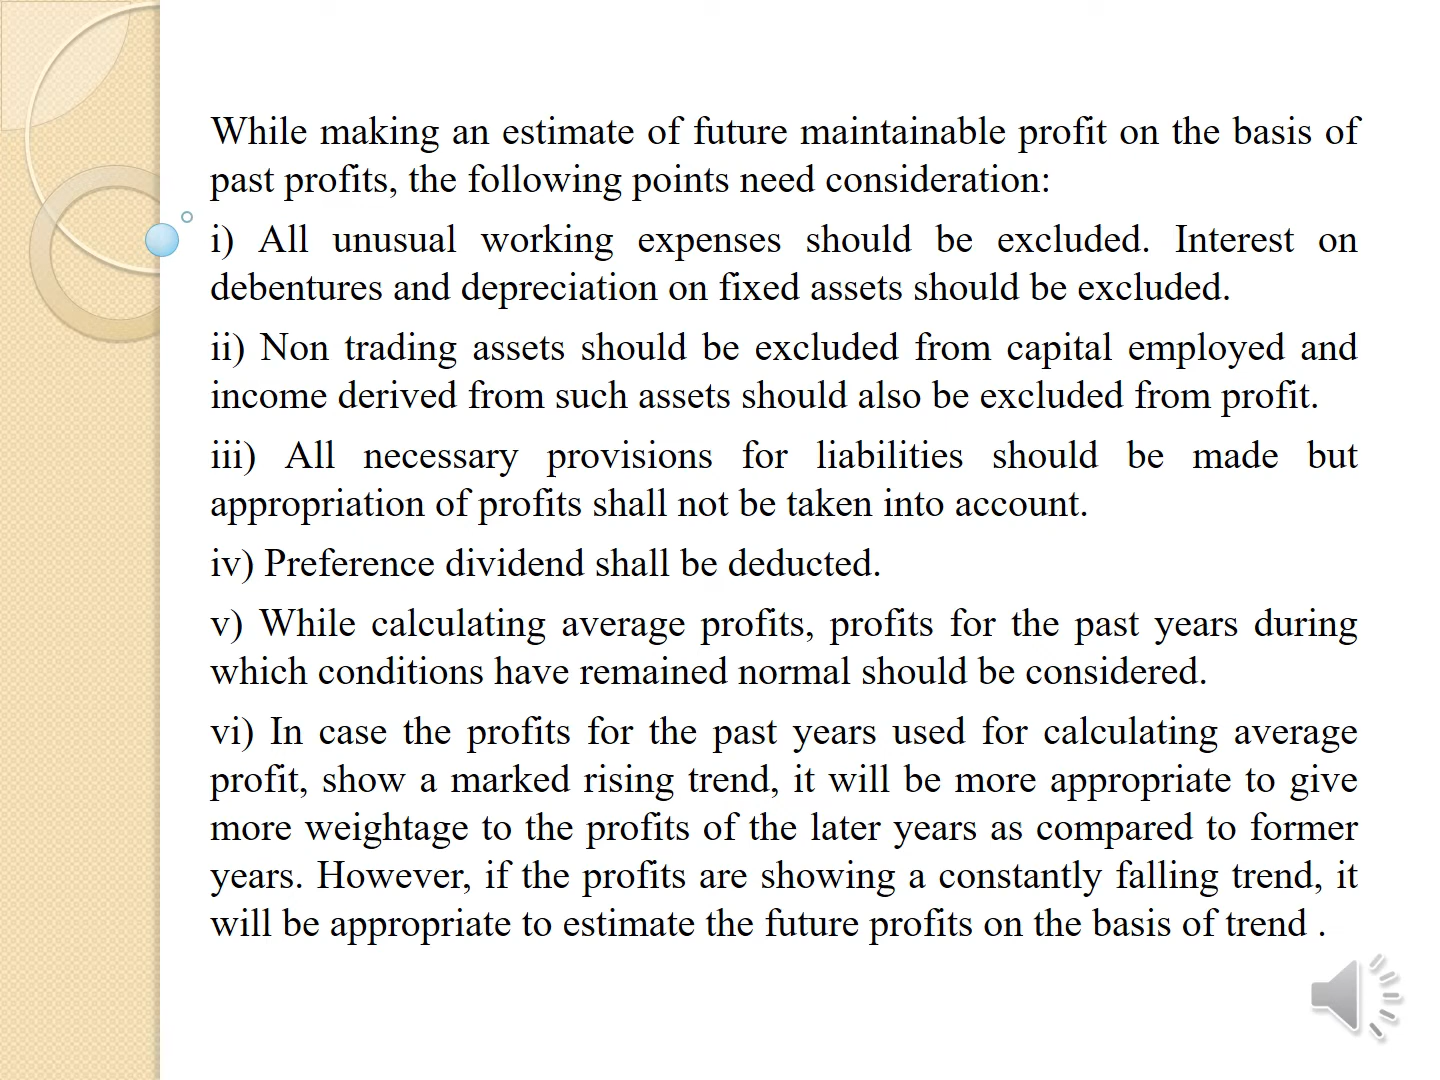 While making an estimate of future maintainable profit on the basis of
past profits, the following points need consideration:
i) All unusual working expenses should be excluded. Interest on
debentures and depreciation on fixed assets should be excluded.
ii) Non trading assets should be excluded from capital employed and
income derived from such assets should also be excluded from profit.
iii) All necessary provisions for liabilities should be made but
appropriation of profits shall not be taken into account.
iv) Preference dividend shall be deducted.
v) While calculating average profits, profits for the past years during
which conditions have remained normal should be considered.
vi) In case the profits for the past years used for calculating average
profit, show a marked rising trend, it will be more appropriate to give
more weightage to the profits of the later years as compared to former
years. However, if the profits are showing a constantly falling trend, it
will be appropriate to estimate the future profits on the basis of trend .